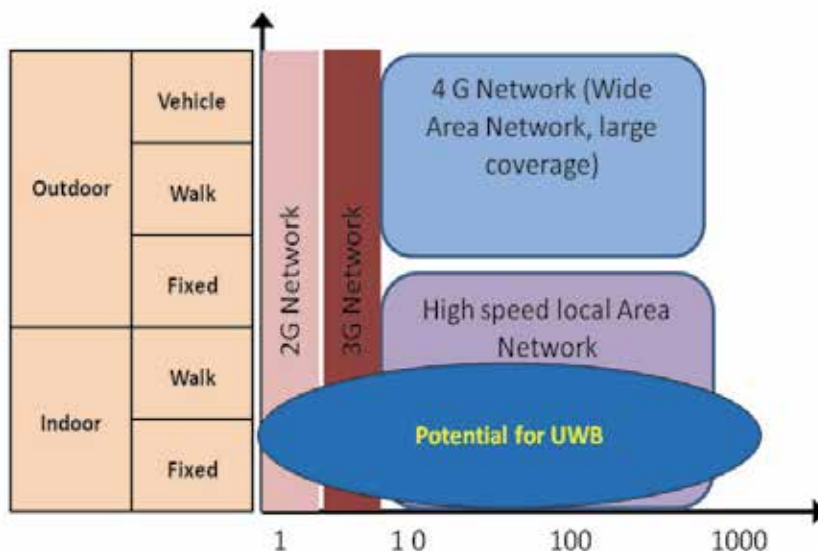 Outdoor
Vehicle
Walk
Fixed
Indoor
Walk
Fixed
2G Network
3G Network
4 G Network (Wide
Area Network, large
coverage)
High speed local Area
Network
Potential for UWB
1
1 0
100
1000